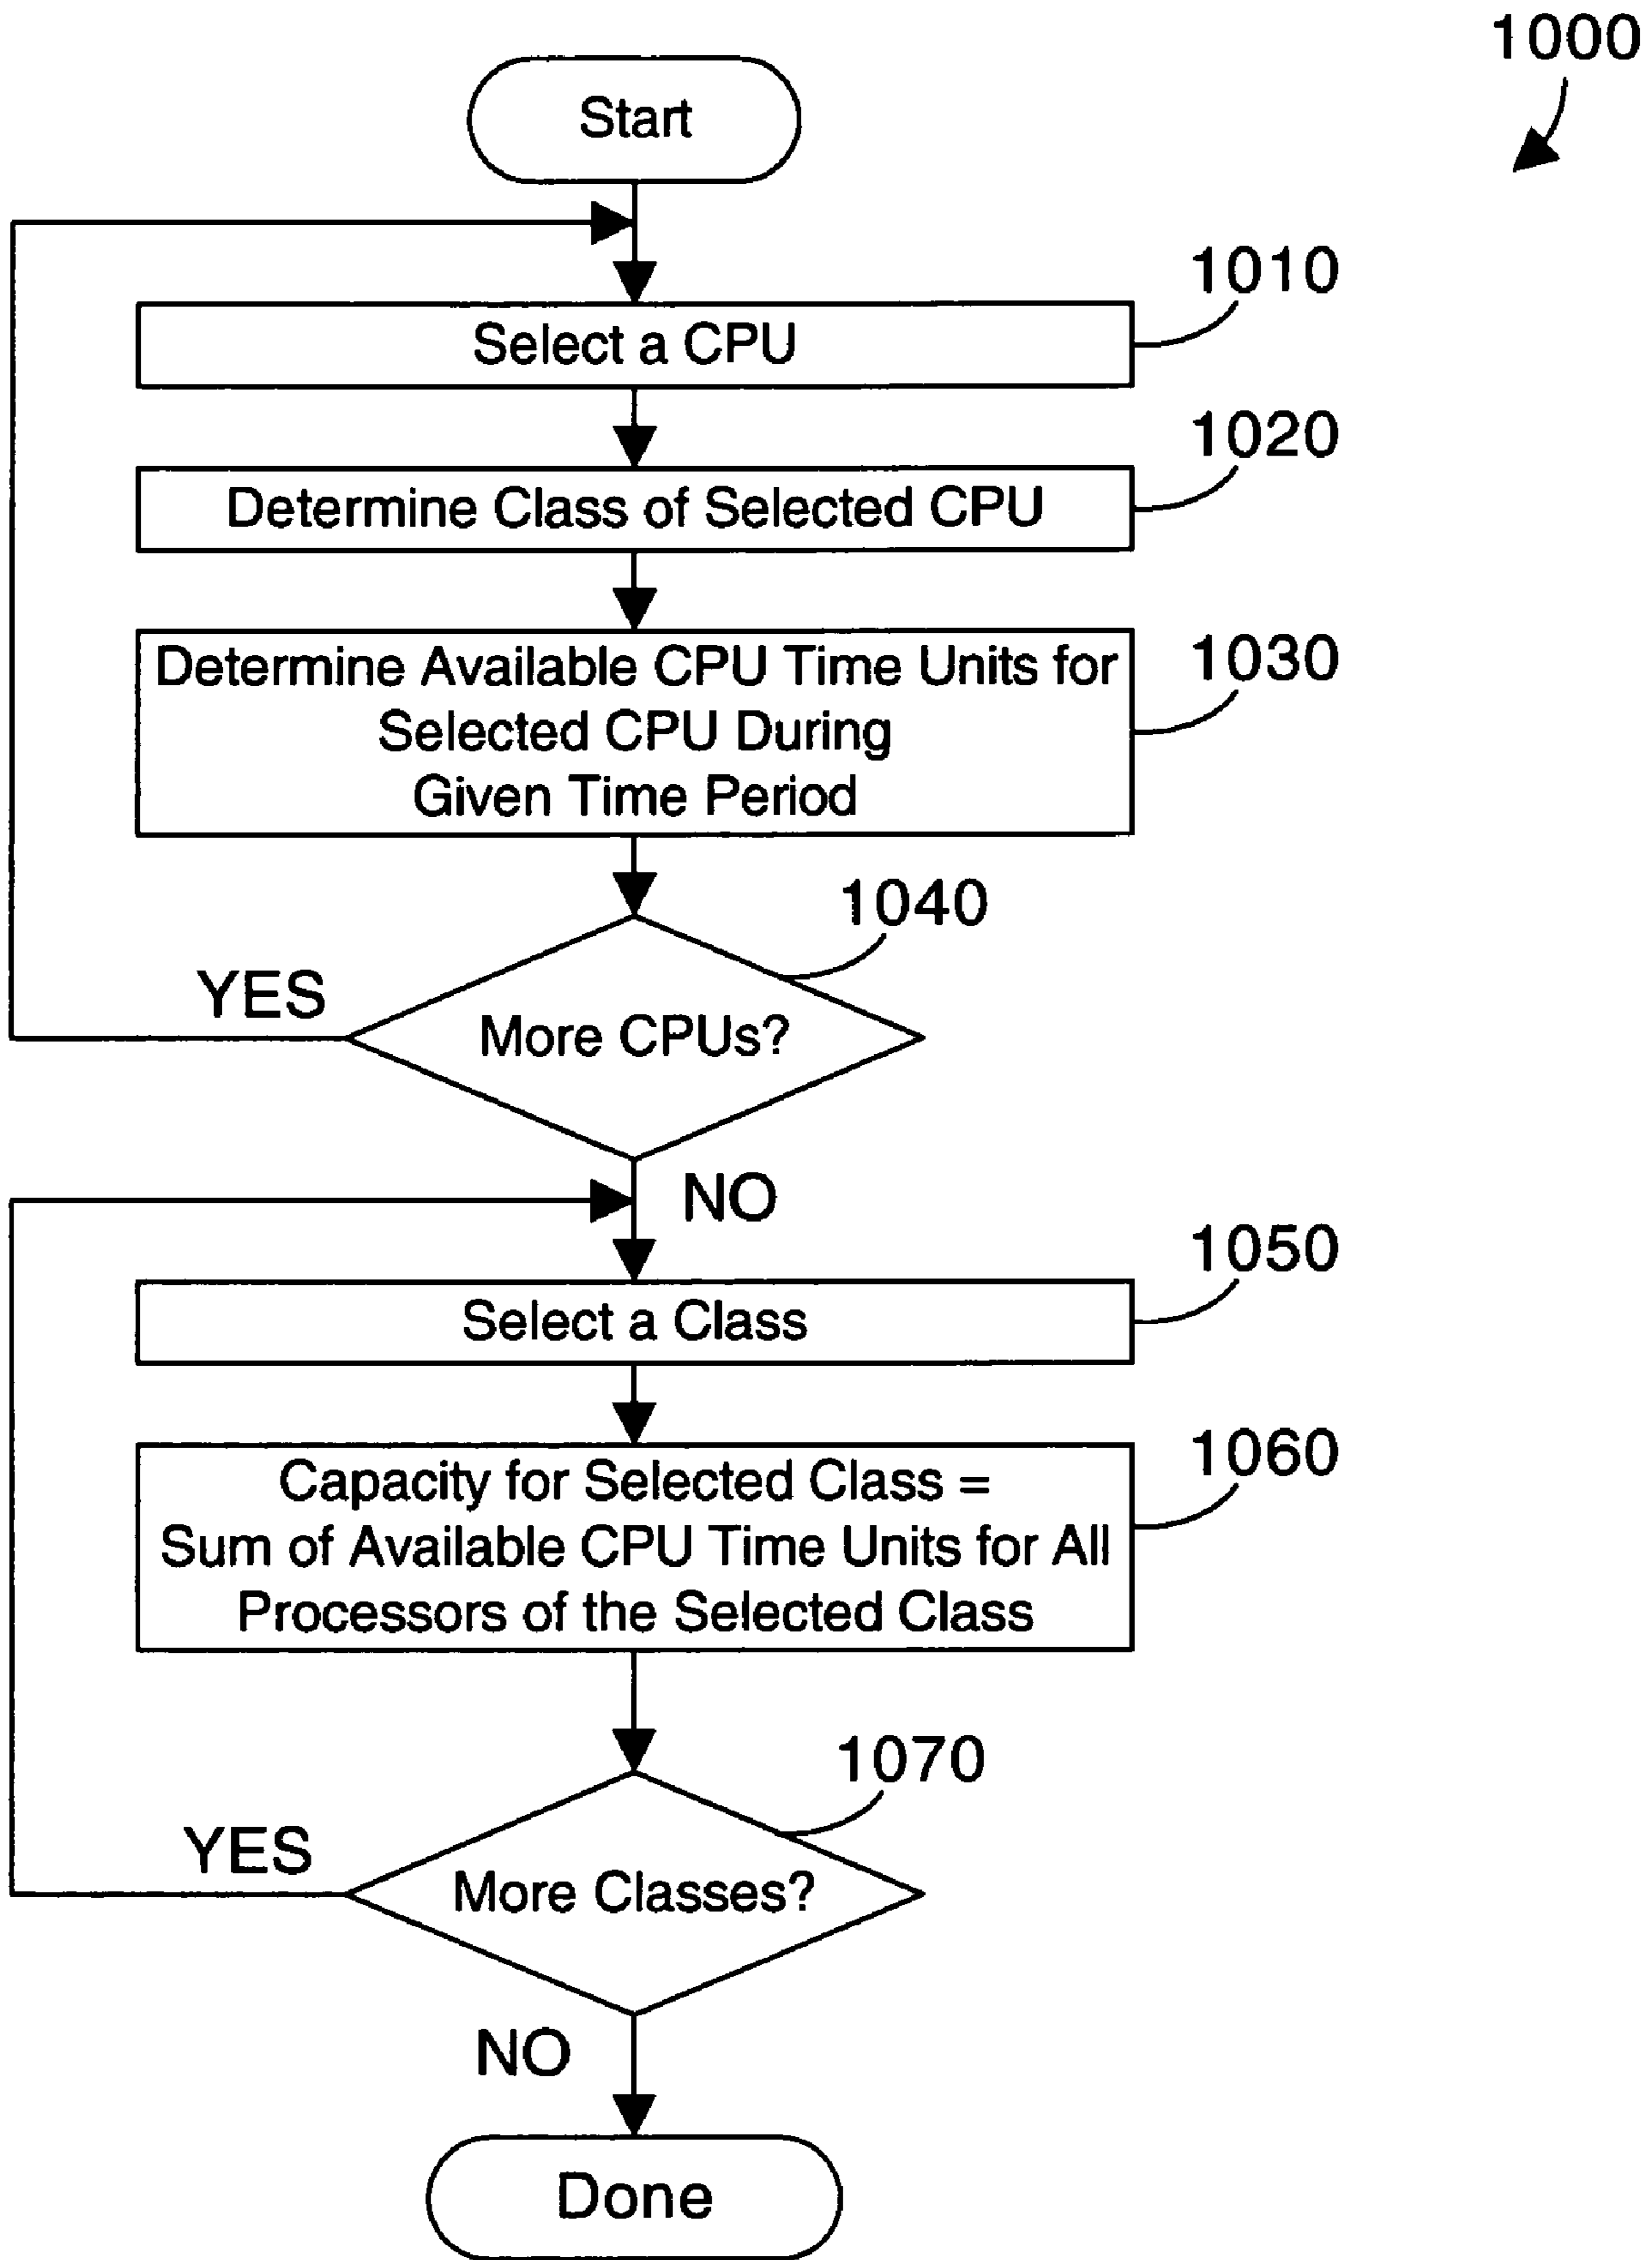 1000
Start
1010
Select a CPU
1020
Determine Class of Selected CPU
1030
Determine Available CPU Time Units for
Selected CPU During
Given Time Period
1040
YES
More CPUs?
NO
1050
Select a Class
1060
Capacity for Selected Class =
Sum of Available CPU Time Units for All
Processors of the Selected Class
1070
YES
More Classes?
NO
Done